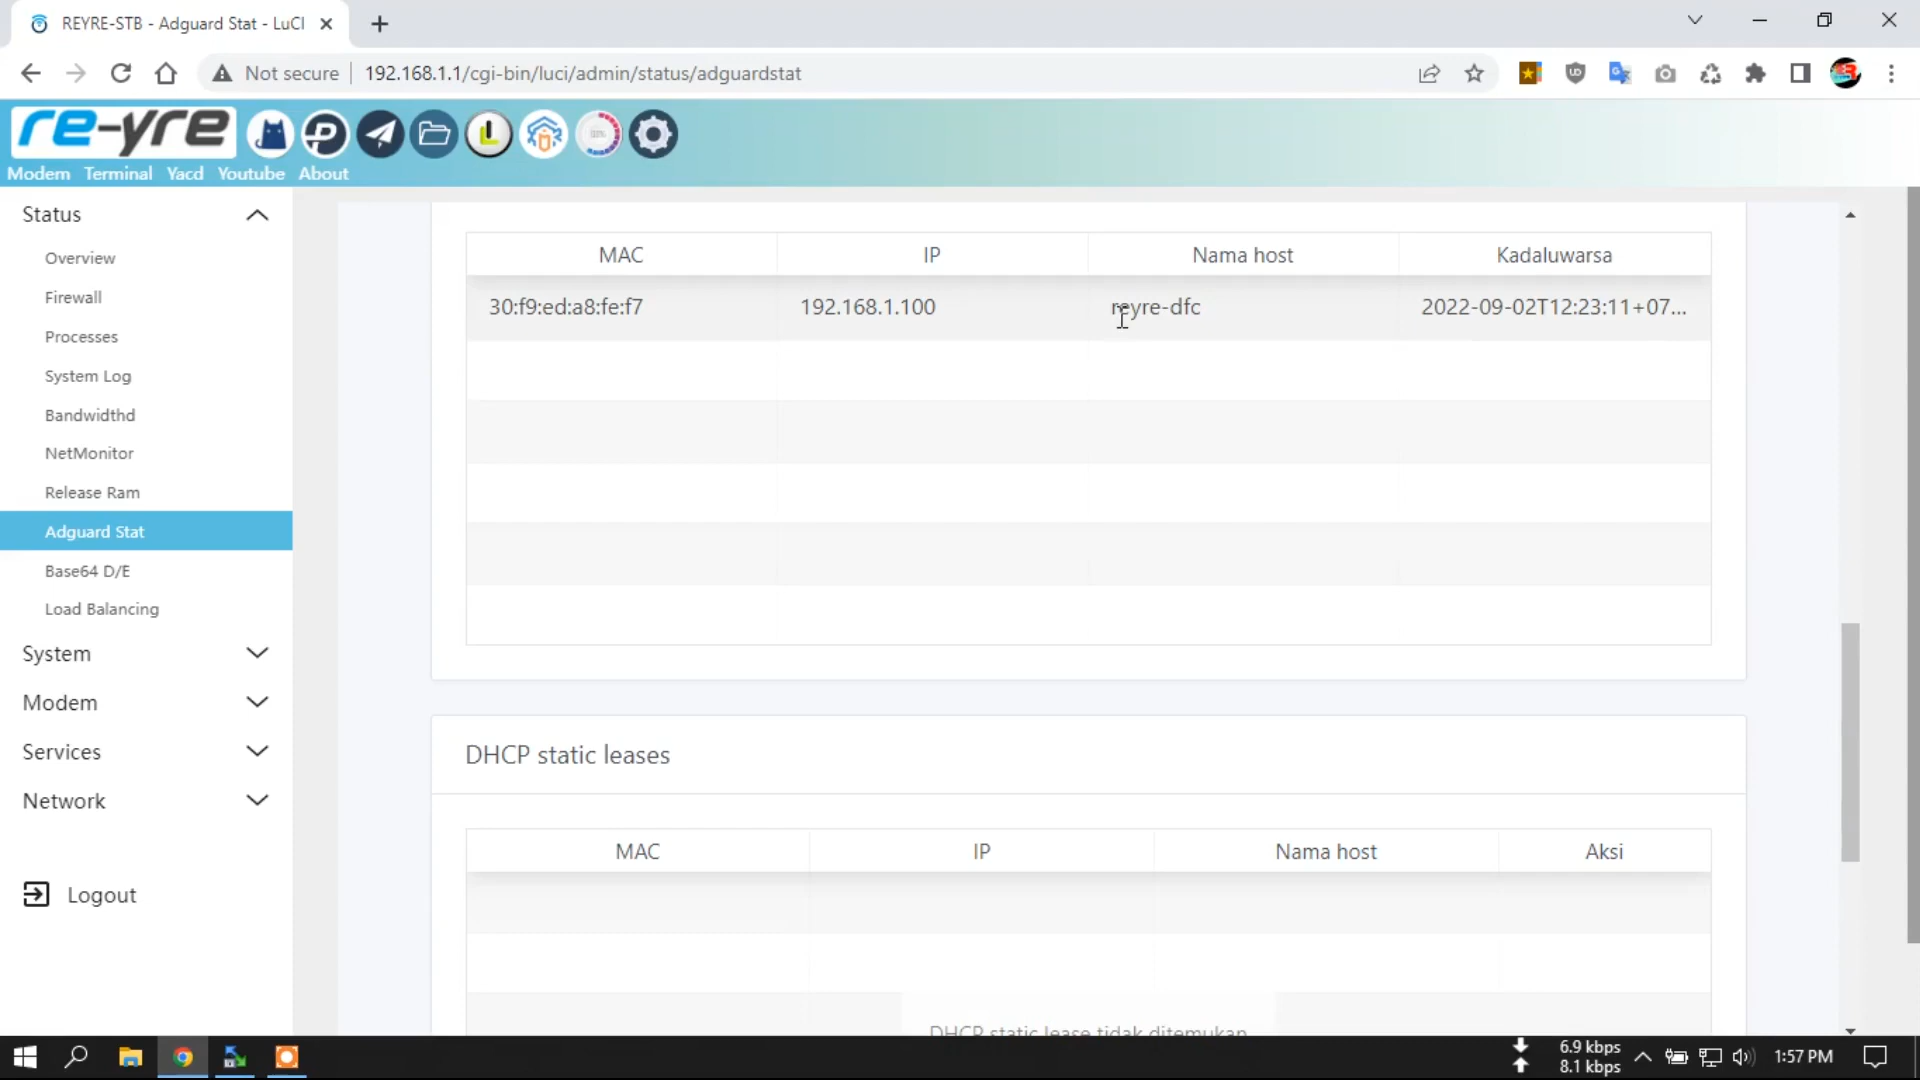 REYRE-STB - Adguard Stat - LuCI
Not secure
192.168.1.1/cgi-bin/luci/admin/status/adguardstat
re-yre
Modem Terminal Yacd Youtube About
Status
Overview
Firewall
Processes
System Log
Bandwidthd
NetMonitor
Release Ram
Adguard Stat
Base64 D/E
Load Balancing
System
Modem
Services
Network
Logout
MAC IP Nama host Kadaluwarsa
30:f9:ed:a8:fe:f7 192.168.1.100 reyre-dfc 2022-09-02T12:23:11+07...
DHCP static leases
MAC IP Nama host Aksi
DHCP static lease tidak ditemukan
6.9 kbps
8.1 kbps
1:57 PM